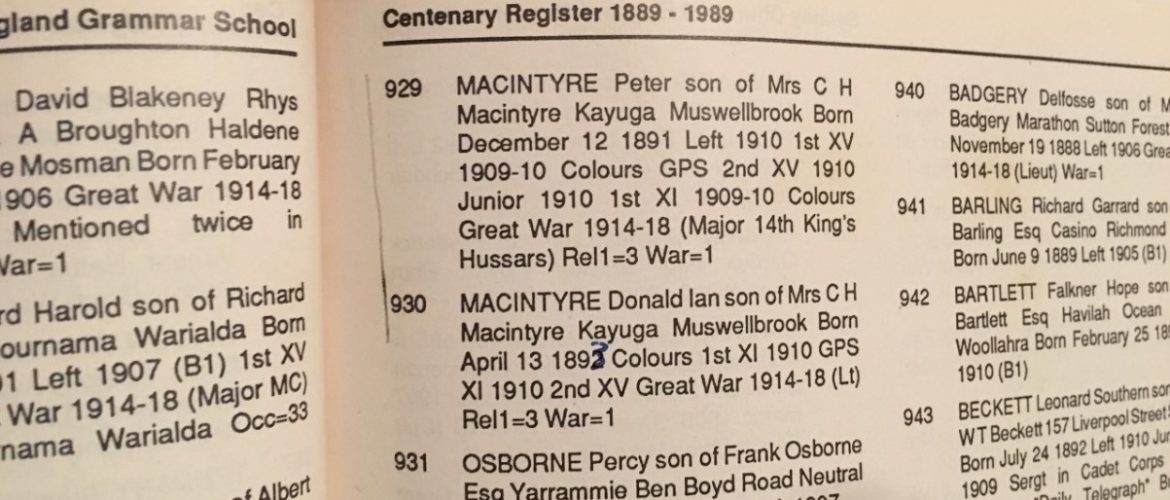 gland Grammar School
David Blakeney Rhys
A Broughton Haldene
e Mosman Born February
1906 Great War 1914-18
Mentioned twice in
War=1
rd Harold son of Richard
ournama Warialda Born
1 Left 1907 (B1) 1st XV
War 1914-18 (Major MC)
nama Warialda Occ=33
of Albert
Centenary Register 1889 - 1989
929 MACINTYRE Peter son of Mrs C H
Macintyre Kayuga Muswellbrook Born
December 12 1891 Left 1910 1st XV
1909-10 Colours GPS 2nd XV 1910
Junior 1910 1st XI 1909-10 Colours
Great War 1914-18 (Major 14th King's
Hussars) Rel1=3 War=1
930 MACINTYRE Donald Ian son of Mrs C H
Macintyre Kayuga Muswellbrook Born
April 13 1893 Colours 1st XI 1910 GPS
XI 1910 2nd XV Great War 1914-18 (Lt)
Rel1=3 War=1
931 OSBORNE Percy son of Frank Osborne
Esq Yarrammie Ben Boyd Road Neutral
940 BADGERY Delfosse son of M
Badgery Marathon Sutton Forest
November 19 1888 Left 1906 Grea
1914-18 (Lieut) War=1
941 BARLING Richard Garrard son
Barling Esq Casino Richmond
Born June 9 1889 Left 1905 (B1)
942 BARTLETT Falkner Hope son
Bartlett Esq Havilah Ocean
Woollahra Born February 25 18
1910 (B1)
943 BECKETT Leonard Southern son
W T Beckett 157 Liverpool Street
Born July 24 1892 Left 1910 Jun
1909 Sergt in Cadet Corps
"Daily Telegraph" B